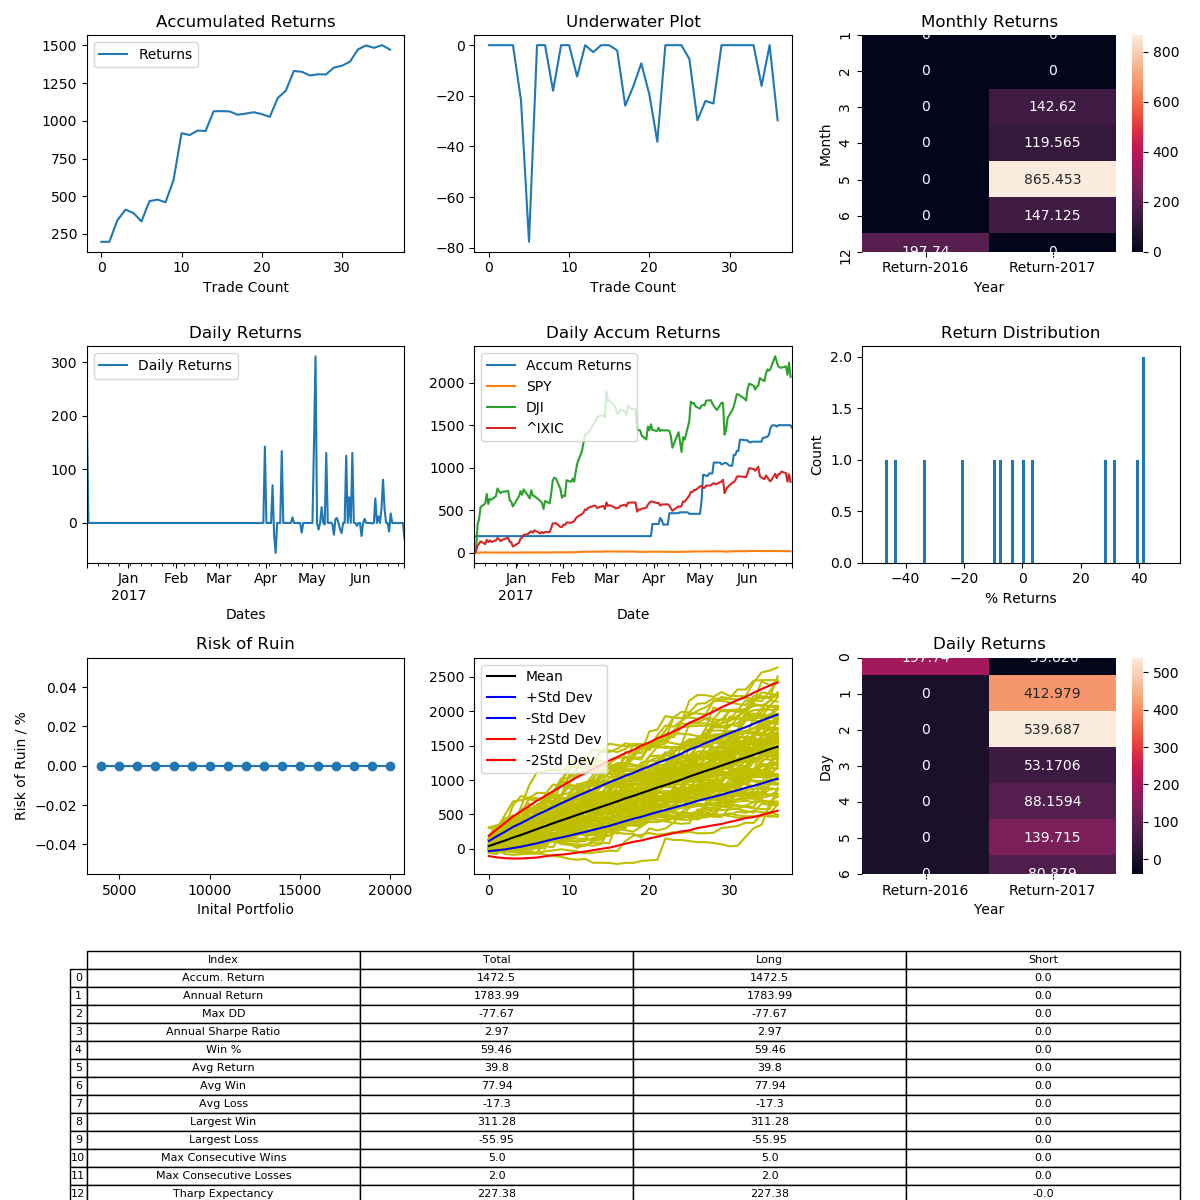 Accumulated Returns
Returns
1500
1250
1000
750
500
250
0 10 20 30
Trade Count
Underwater Plot
0
−20
−40
−60
−80
0 10 20 30
Trade Count
Monthly Returns
Month
1 0 0
2 0 0
3 0 142.62
4 0 119.565
5 0 865.453
6 0 147.125
12 197.74 0
Return-2016 Return-2017
Year
800
600
400
200
0
Daily Returns
Daily Returns
300
200
100
0
Jan Feb Mar Apr May Jun
2017
Dates
Daily Accum Returns
Accum Returns
SPY
DJI
^IXIC
2000
1500
1000
500
0
Jan Feb Mar Apr May Jun
2017
Date
Return Distribution
Count
2.0
1.5
1.0
0.5
0.0
−40 −20 0 20 40
% Returns
Risk of Ruin
Risk of Ruin / %
0.04
0.02
0.00
−0.02
−0.04
5000 10000 15000 20000
Inital Portfolio
Mean
+Std Dev
-Std Dev
+2Std Dev
-2Std Dev
2500
2000
1500
1000
500
0
0 10 20 30
Daily Returns
Day
0 197.74
1 0 412.979
2 0 539.687
3 0 53.1706
4 0 88.1594
5 0 139.715
6 0 80.879
Return-2016 Return-2017
Year
500
400
300
200
100
0
Index Total Long Short
0 Accum. Return 1472.5 1472.5 0.0
1 Annual Return 1783.99 1783.99 0.0
2 Max DD -77.67 -77.67 0.0
3 Annual Sharpe Ratio 2.97 2.97 0.0
4 Win % 59.46 59.46 0.0
5 Avg Return 39.8 39.8 0.0
6 Avg Win 77.94 77.94 0.0
7 Avg Loss -17.3 -17.3 0.0
8 Largest Win 311.28 311.28 0.0
9 Largest Loss -55.95 -55.95 0.0
10 Max Consecutive Wins 5.0 5.0 0.0
11 Max Consecutive Losses 2.0 2.0 0.0
12 Tharp Expectancy 227.38 227.38 -0.0